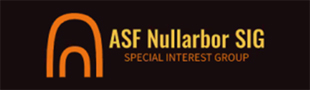 ASF Nullarbor SIG
SPECIAL INTEREST GROUP